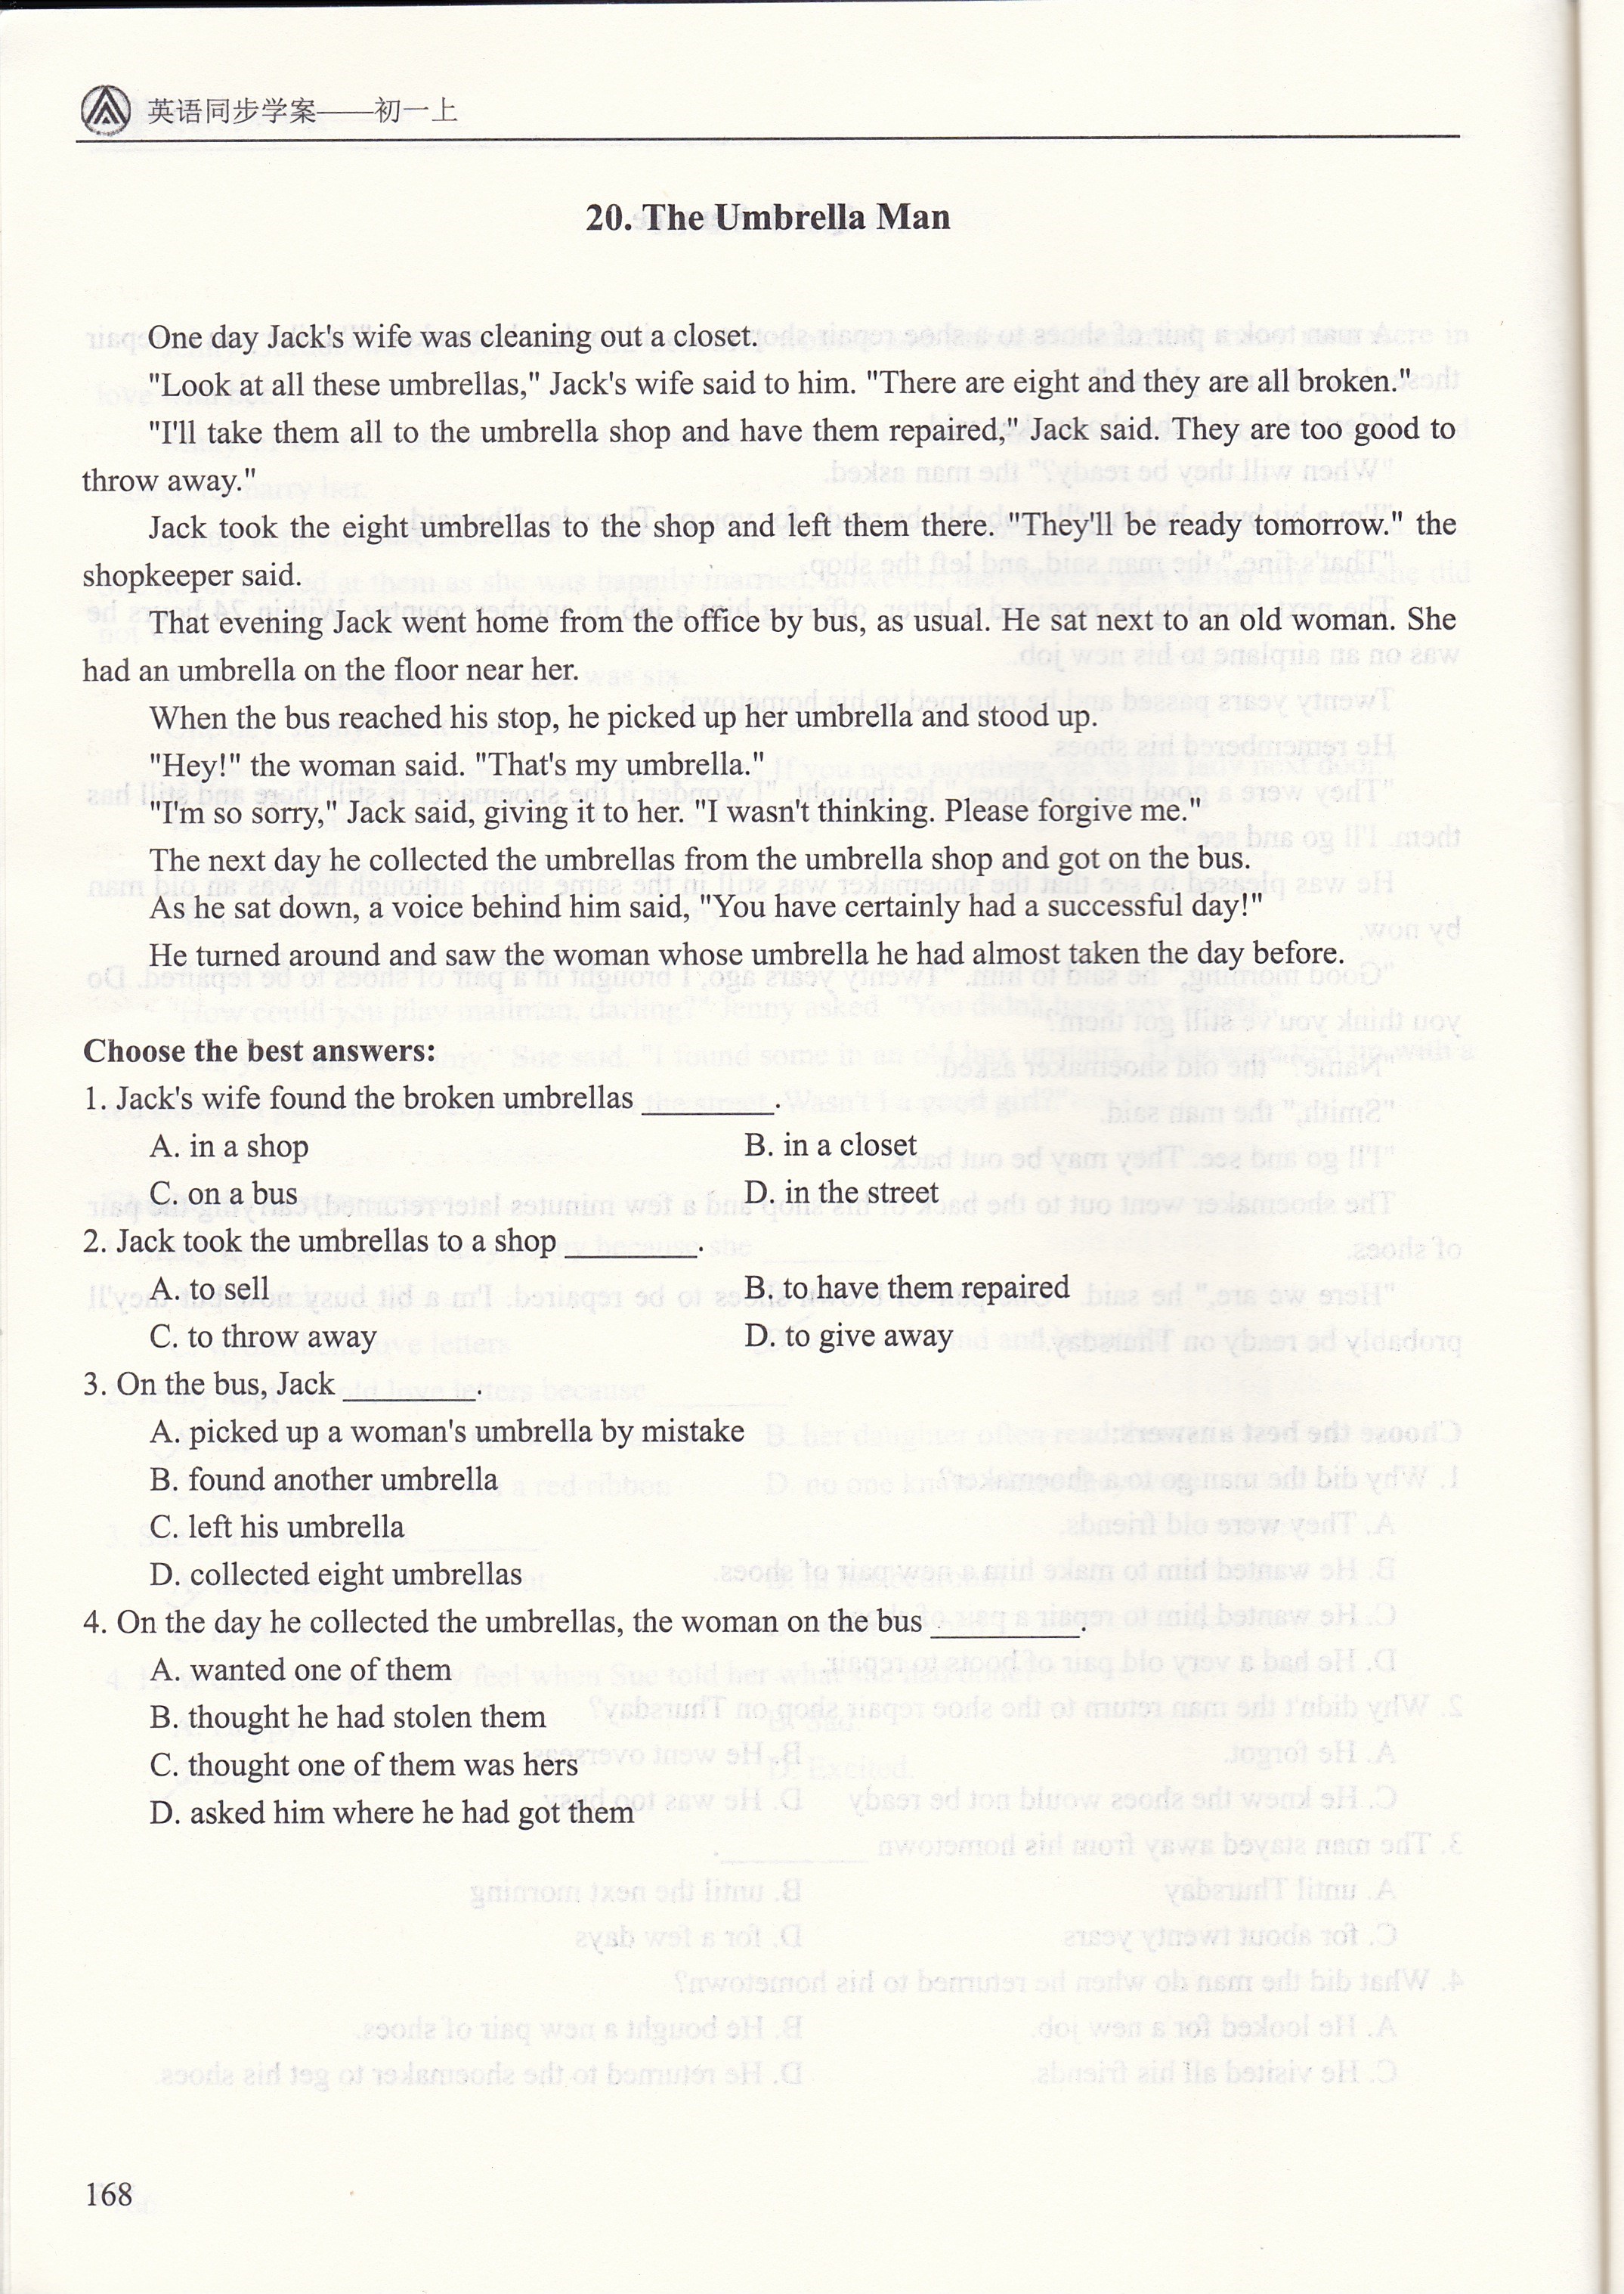 英语同步学案——初一上
20. The Umbrella Man
One day Jack's wife was cleaning out a closet.
"Look at all these umbrellas," Jack's wife said to him. "There are eight and they are all broken."
"I'll take them all to the umbrella shop and have them repaired," Jack said. They are too good to
throw away."
Jack took the eight umbrellas to the shop and left them there. "They'll be ready tomorrow." the
shopkeeper said.
That evening Jack went home from the office by bus, as usual. He sat next to an old woman. She
had an umbrella on the floor near her.
When the bus reached his stop, he picked up her umbrella and stood up.
"Hey!" the woman said. "That's my umbrella."
"I'm so sorry," Jack said, giving it to her. "I wasn't thinking. Please forgive me."
The next day he collected the umbrellas from the umbrella shop and got on the bus.
As he sat down, a voice behind him said, "You have certainly had a successful day!"
He turned around and saw the woman whose umbrella he had almost taken the day before.
Choose the best answers:
1. Jack's wife found the broken umbrellas ________.
A. in a shop B. in a closet
C. on a bus D. in the street
2. Jack took the umbrellas to a shop ________.
A. to sell B. to have them repaired
C. to throw away D. to give away
3. On the bus, Jack ________.
A. picked up a woman's umbrella by mistake
B. found another umbrella
C. left his umbrella
D. collected eight umbrellas
4. On the day he collected the umbrellas, the woman on the bus ________.
A. wanted one of them
B. thought he had stolen them
C. thought one of them was hers
D. asked him where he had got them
168